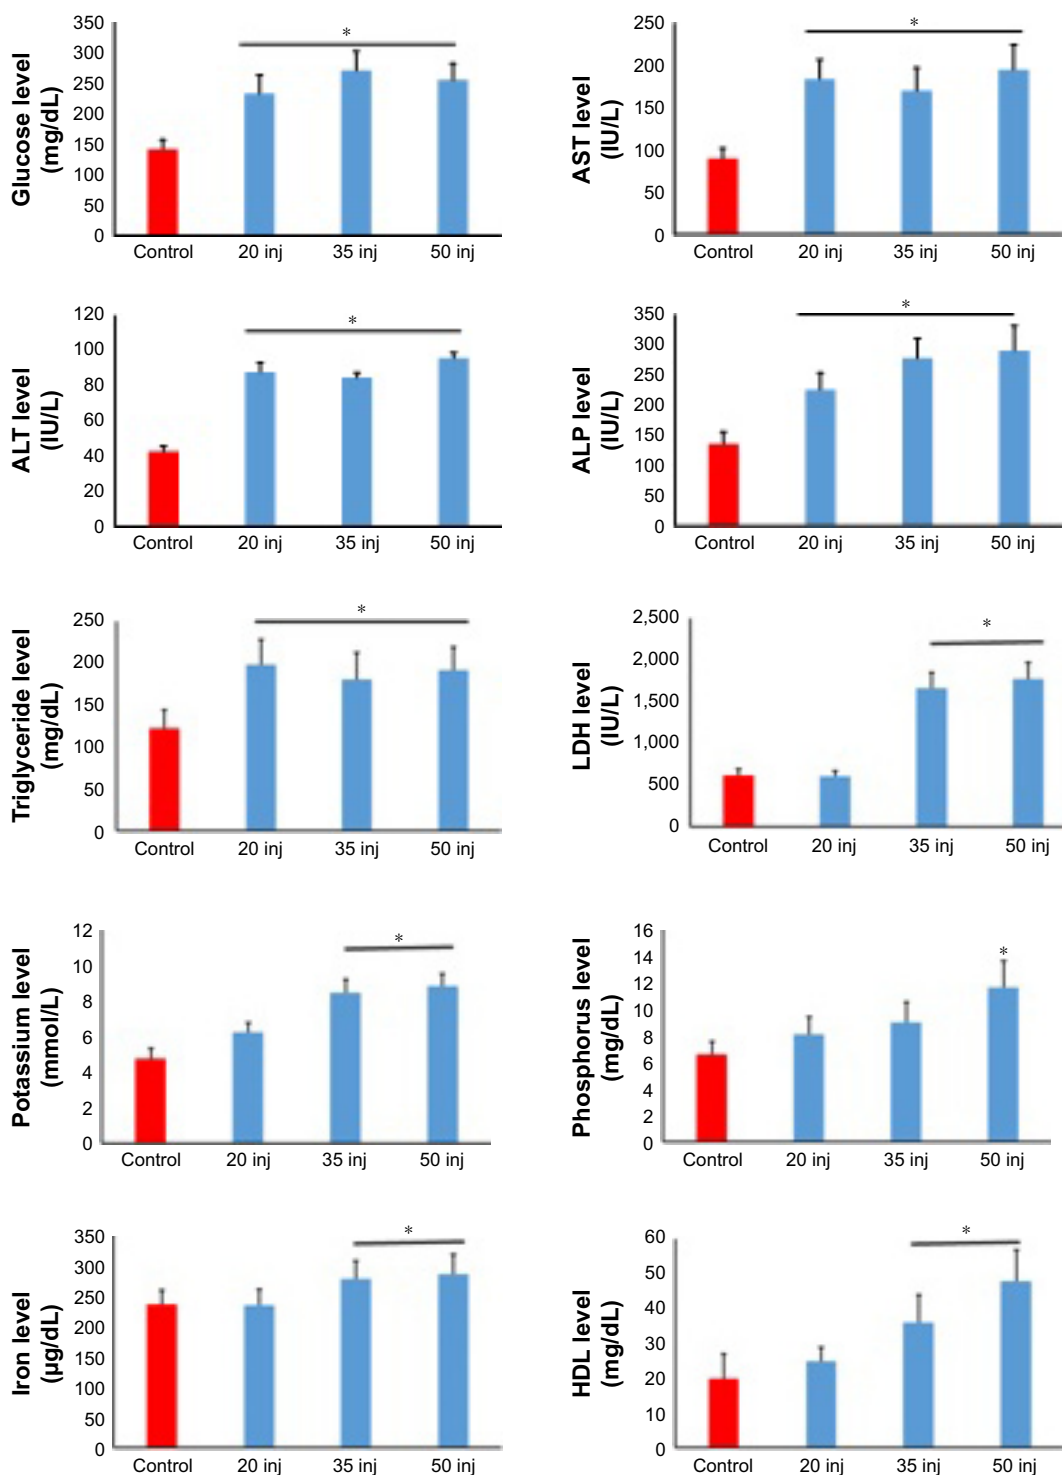 Glucose level
(mg/dL)
350
300
250
200
150
100
50
0
*
Control 20 inj 35 inj 50 inj
AST level
(IU/L)
250
200
150
100
50
0
*
Control 20 inj 35 inj 50 inj
ALT level
(IU/L)
120
100
80
60
40
20
0
*
Control 20 inj 35 inj 50 inj
ALP level
(IU/L)
350
300
250
200
150
100
50
0
*
Control 20 inj 35 inj 50 inj
Triglyceride level
(mg/dL)
250
200
150
100
50
0
*
Control 20 inj 35 inj 50 inj
LDH level
(IU/L)
2,500
2,000
1,500
1,000
500
0
*
Control 20 inj 35 inj 50 inj
Potassium level
(mmol/L)
12
10
8
6
4
2
0
*
Control 20 inj 35 inj 50 inj
Phosphorus level
(mg/dL)
16
14
12
10
8
6
4
2
0
*
Control 20 inj 35 inj 50 inj
Iron level
(µg/dL)
350
300
250
200
150
100
50
0
*
Control 20 inj 35 inj 50 inj
HDL level
(mg/dL)
60
50
40
30
20
10
0
*
Control 20 inj 35 inj 50 inj